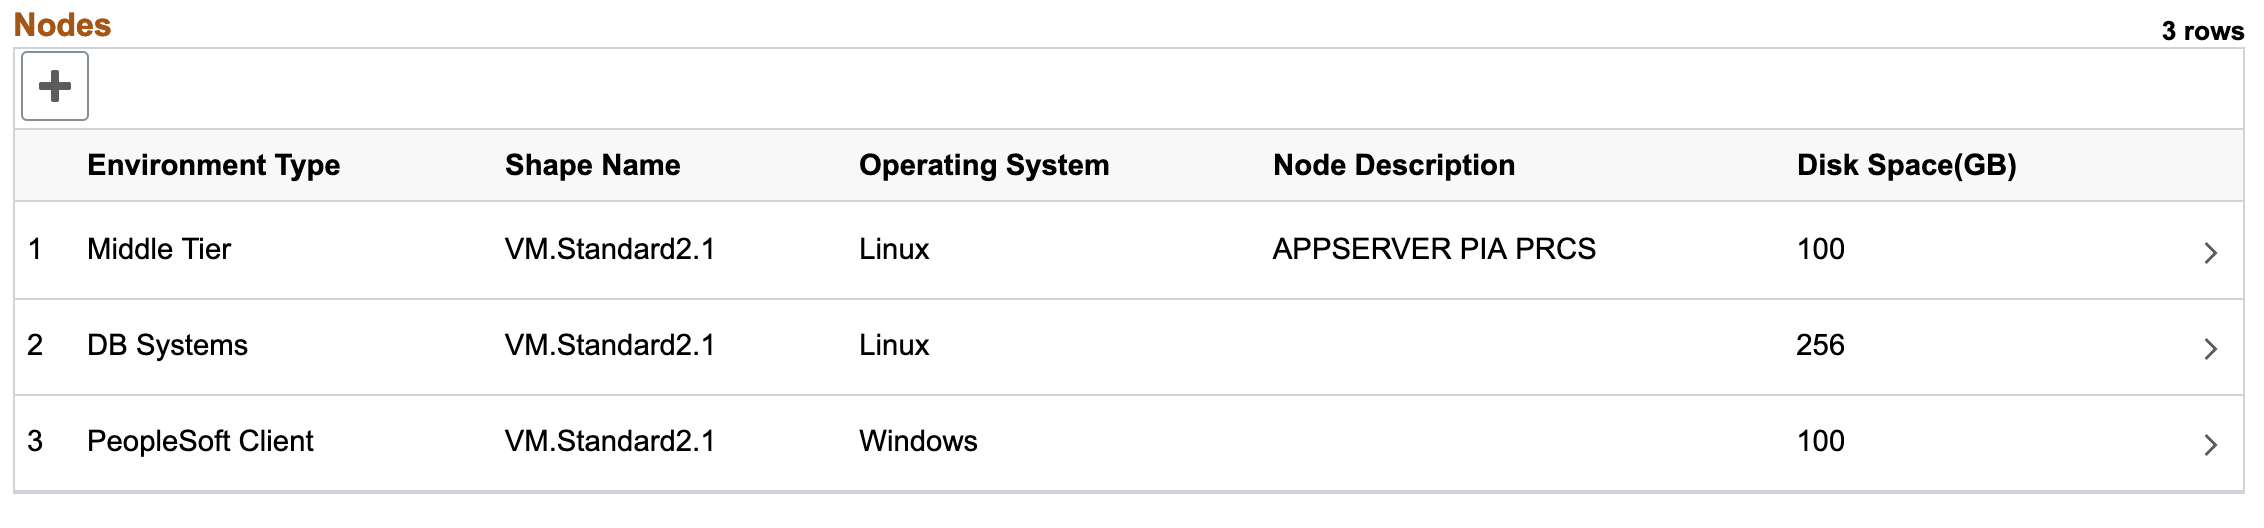 Nodes
3 rows
Environment Type Shape Name Operating System Node Description Disk Space(GB)
1 Middle Tier VM.Standard2.1 Linux APPSERVER PIA PRCS 100
2 DB Systems VM.Standard2.1 Linux 256
3 PeopleSoft Client VM.Standard2.1 Windows 100